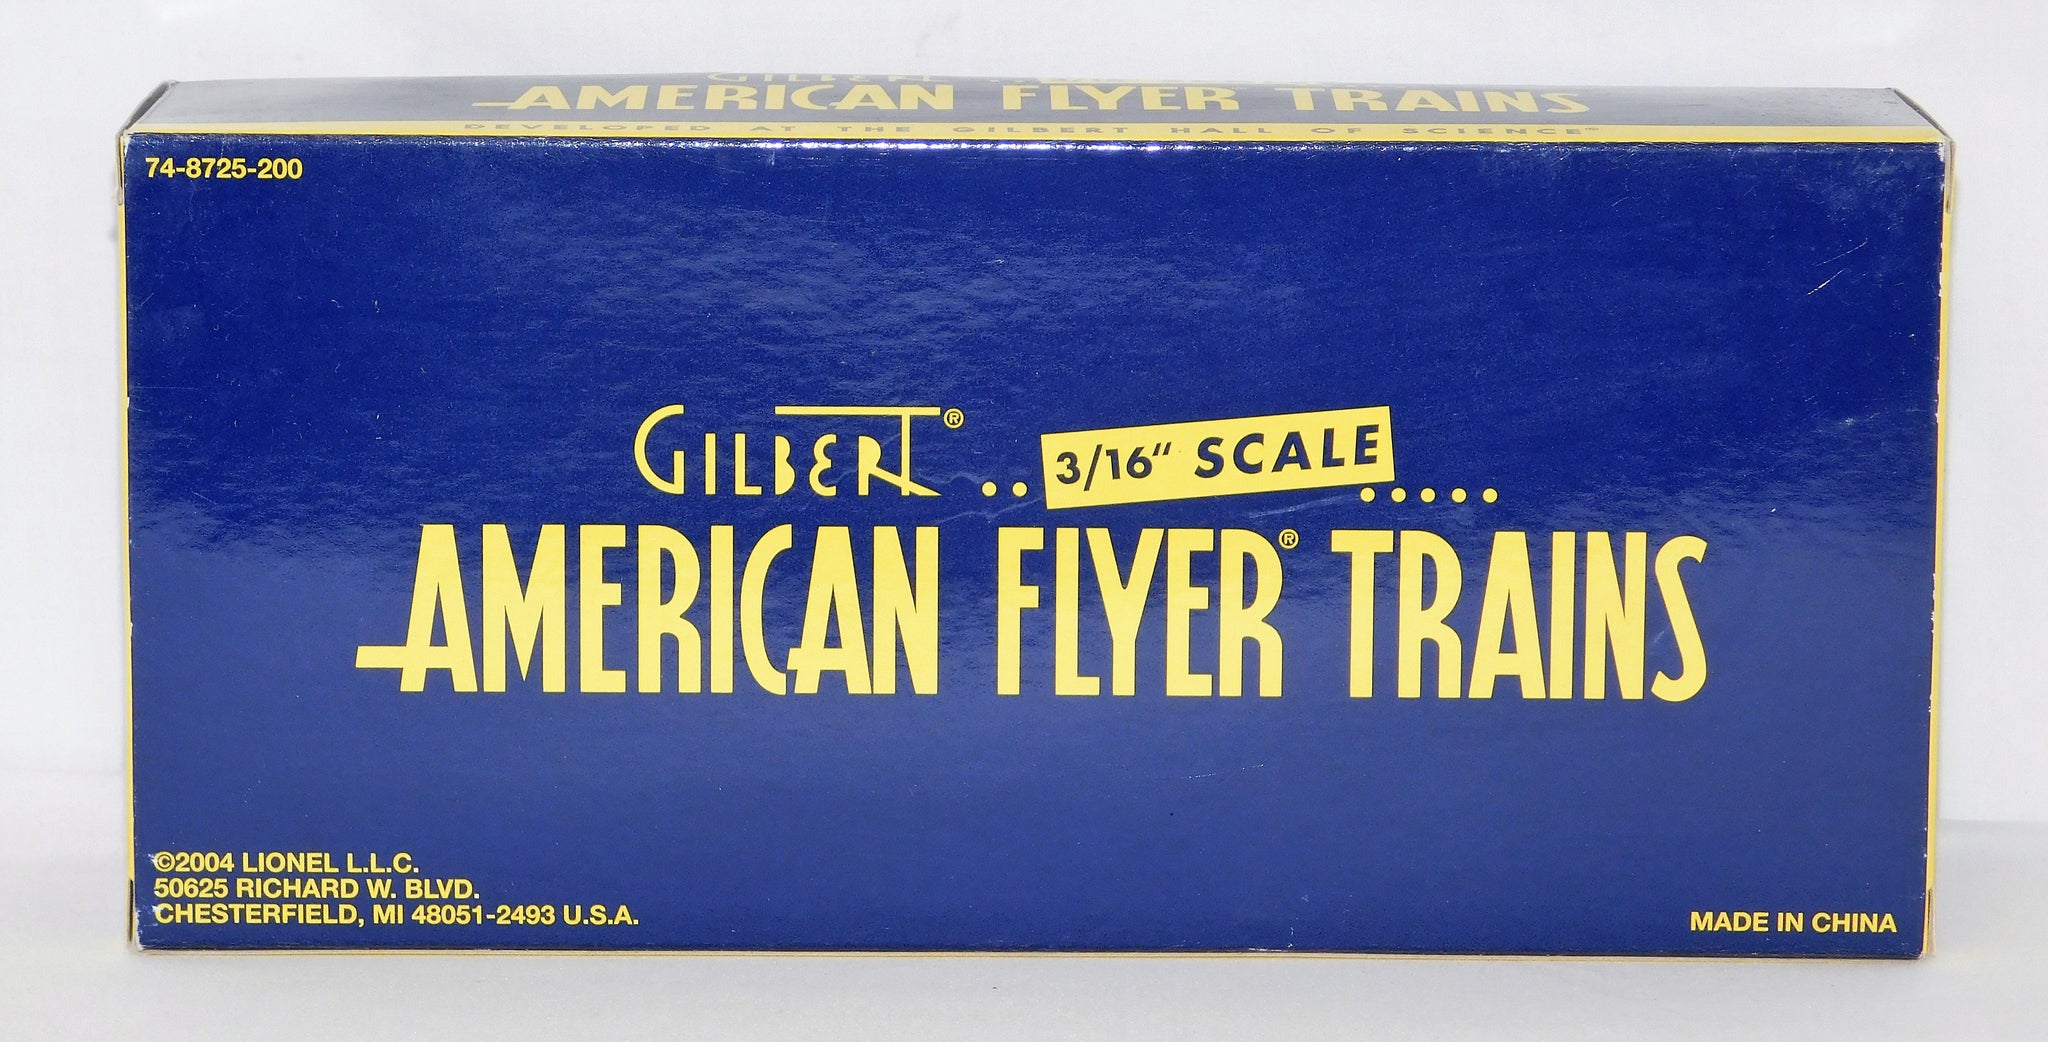 GILBERT
AMERICAN FLYER TRAINS
DEVELOPED AT THE GILBERT HALL OF SCIENCE®
74-8725-200
GILBERT® .. 3/16“ SCALE .....
AMERICAN FLYER® TRAINS
©2004 LIONEL L.L.C.
50625 RICHARD W. BLVD.
CHESTERFIELD, MI 48051-2493 U.S.A.
MADE IN CHINA